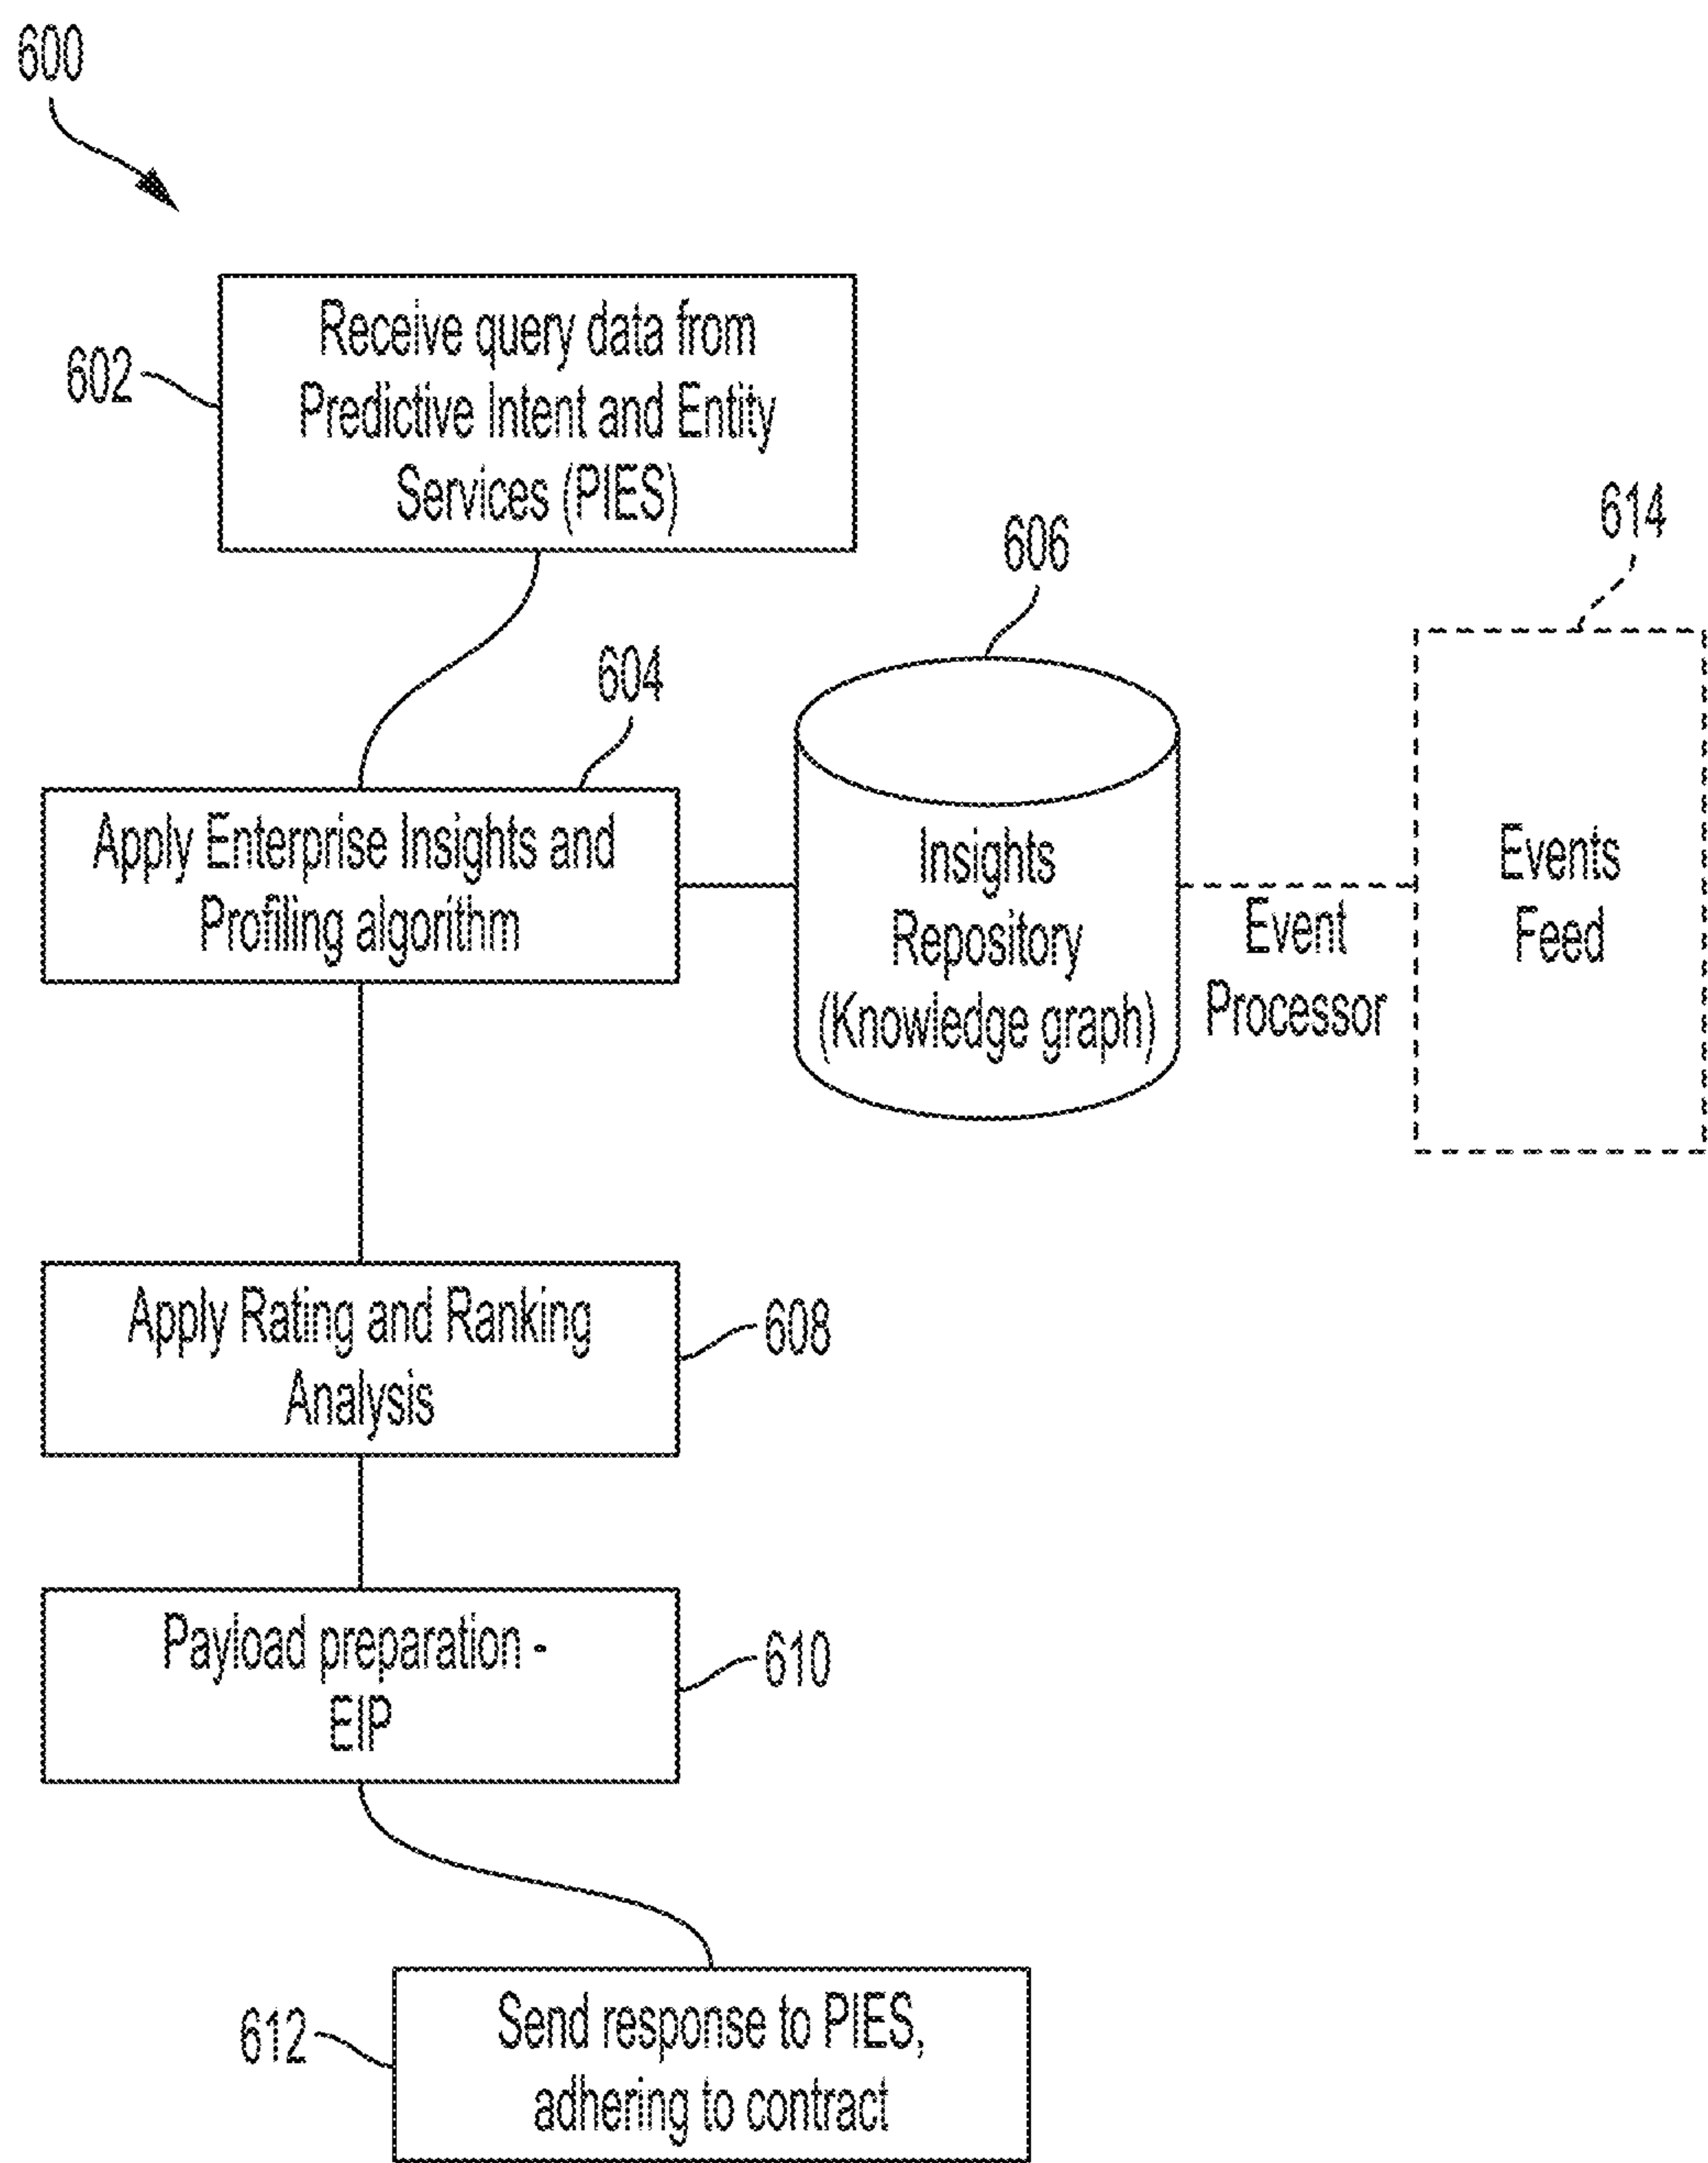 600
602
Receive query data from
Predictive Intent and Entity
Services (PIES)
604
Apply Enterprise Insights and
Profiling algorithm
606
Insights
Repository
(Knowledge graph)
Event
Processor
614
Events
Feed
Apply Rating and Ranking
Analysis
608
Payload preparation -
EIP
610
612
Send response to PIES,
adhering to contract